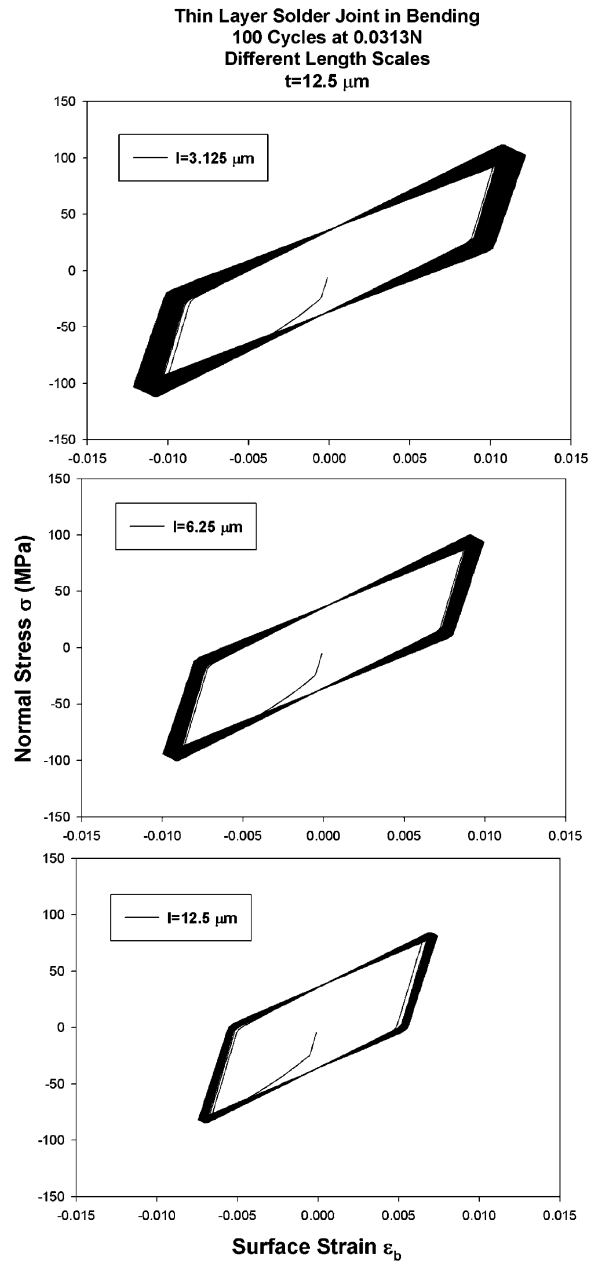 Thin Layer Solder Joint in Bending
100 Cycles at 0.0313N
Different Length Scales
t=12.5 μm
150
100
50
0
-50
-100
-150
l=3.125 μm
-0.015 -0.010 -0.005 0.000 0.005 0.010 0.015
Normal Stress σ (MPa)
150
100
50
0
-50
-100
-150
l=6.25 μm
-0.015 -0.010 -0.005 0.000 0.005 0.010 0.015
150
100
50
0
-50
-100
-150
l=12.5 μm
-0.015 -0.010 -0.005 0.000 0.005 0.010 0.015
Surface Strain εb